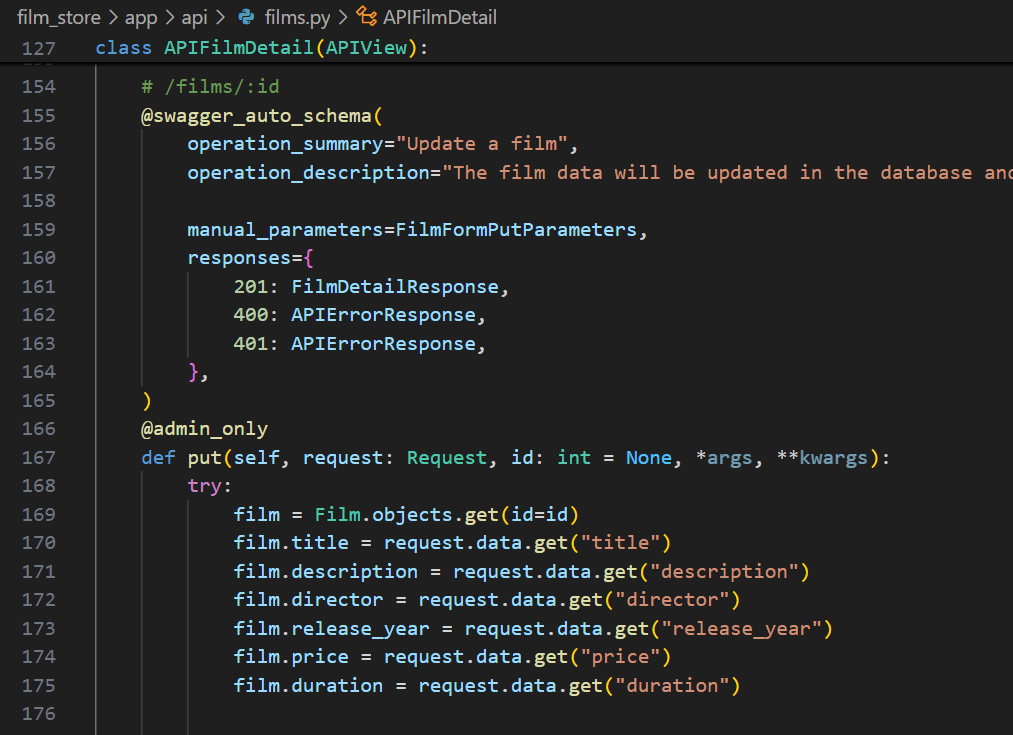 film_store > app > api > films.py > APIFilmDetail
127 class APIFilmDetail(APIView):
154 # /films/:id
155 @swagger_auto_schema(
156 operation_summary="Update a film",
157 operation_description="The film data will be updated in the database and
158
159 manual_parameters=FilmFormPutParameters,
160 responses={
161 201: FilmDetailResponse,
162 400: APIErrorResponse,
163 401: APIErrorResponse,
164 },
165 )
166 @admin_only
167 def put(self, request: Request, id: int = None, *args, **kwargs):
168 try:
169 film = Film.objects.get(id=id)
170 film.title = request.data.get("title")
171 film.description = request.data.get("description")
172 film.director = request.data.get("director")
173 film.release_year = request.data.get("release_year")
174 film.price = request.data.get("price")
175 film.duration = request.data.get("duration")
176